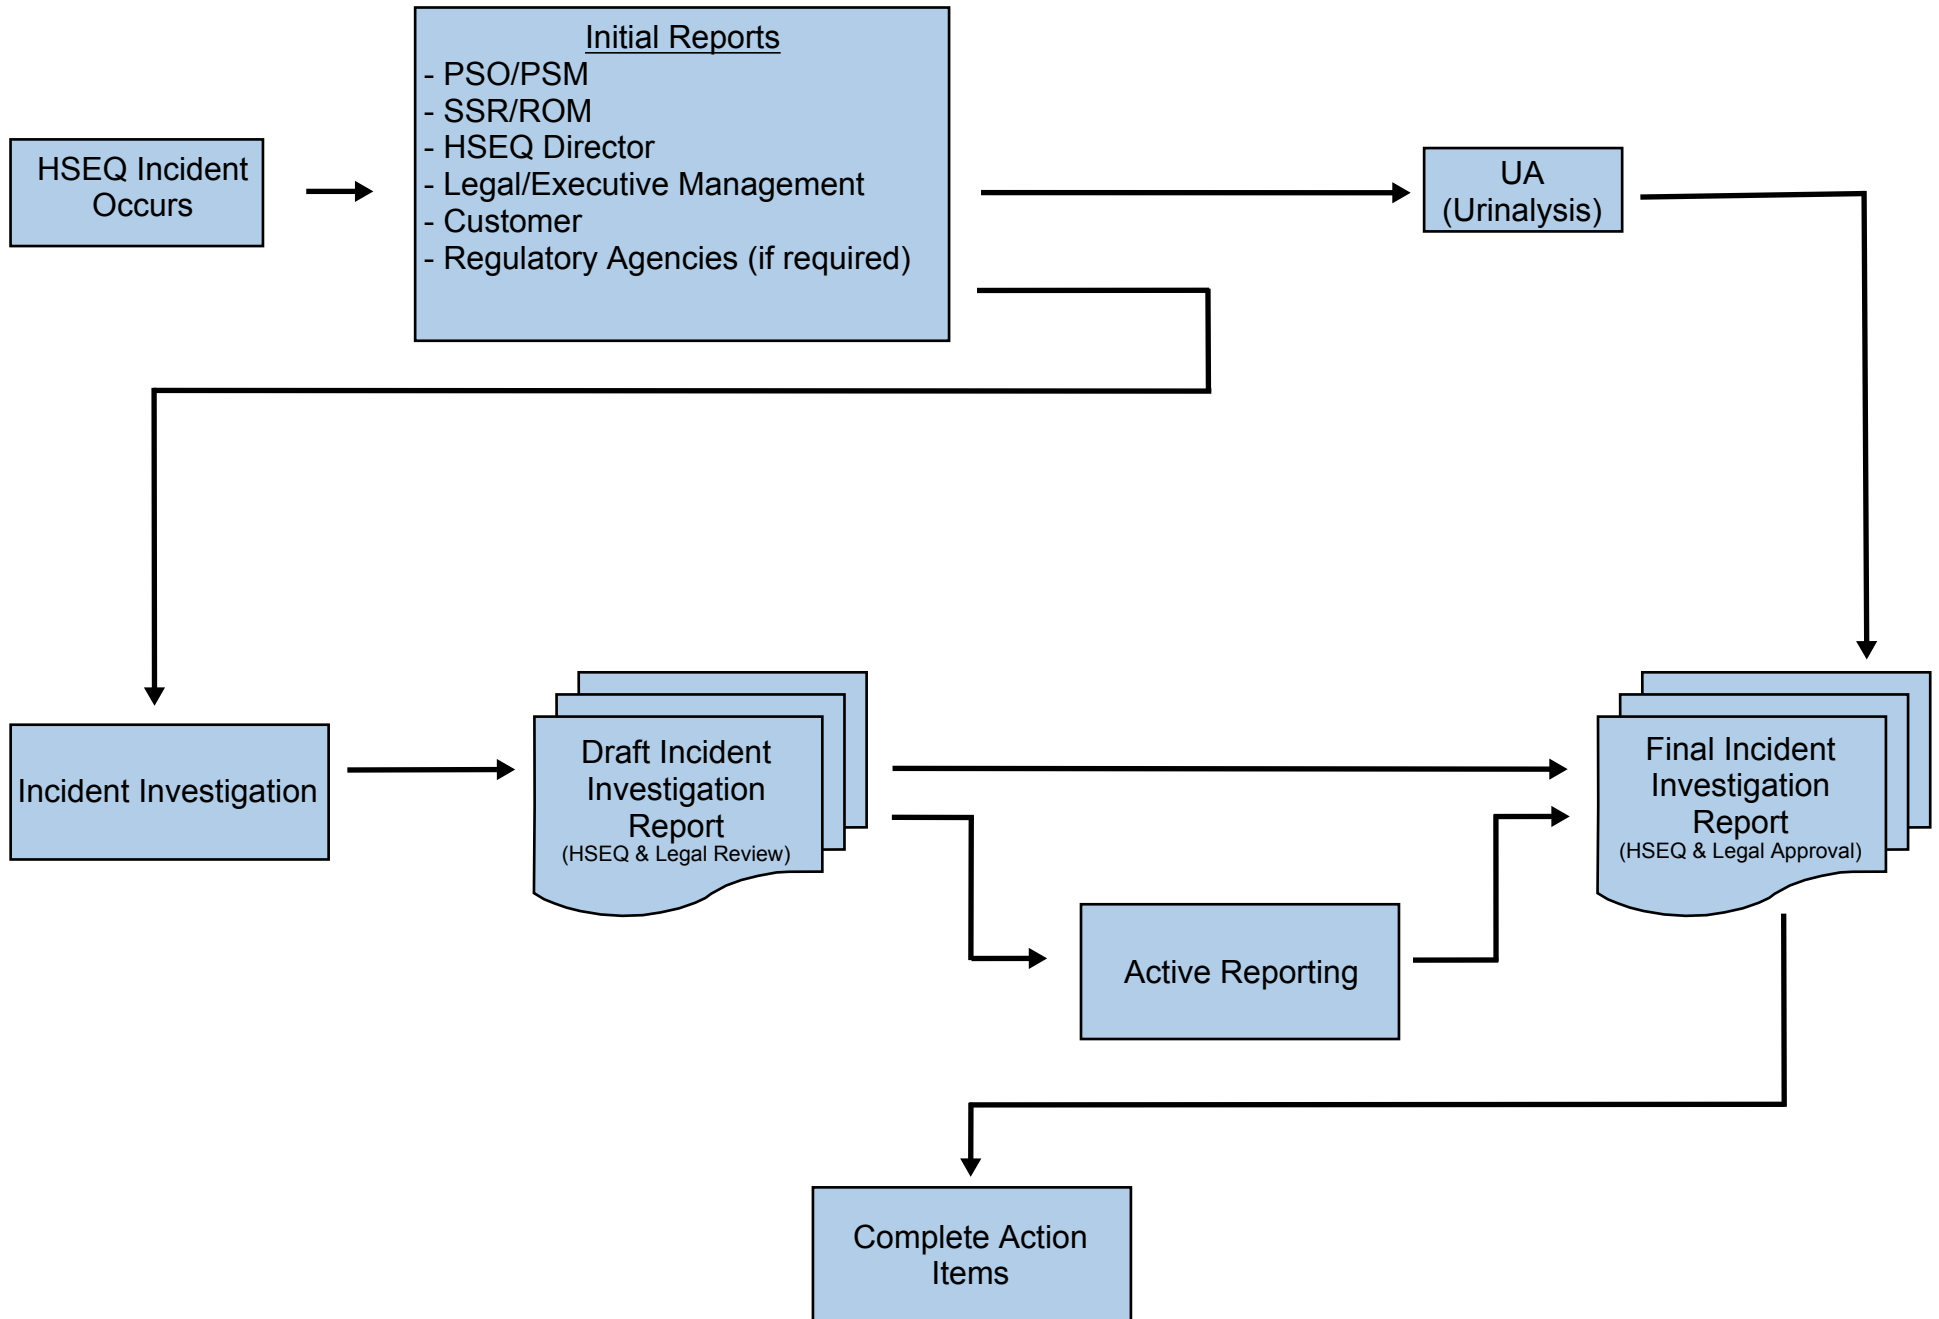 Initial Reports
- PSO/PSM
- SSR/ROM
- HSEQ Director
- Legal/Executive Management
- Customer
- Regulatory Agencies (if required)
HSEQ Incident
Occurs
UA
(Urinalysis)
Incident Investigation
Draft Incident
Investigation
Report
(HSEQ & Legal Review)
Final Incident
Investigation
Report
(HSEQ & Legal Approval)
Active Reporting
Complete Action
Items